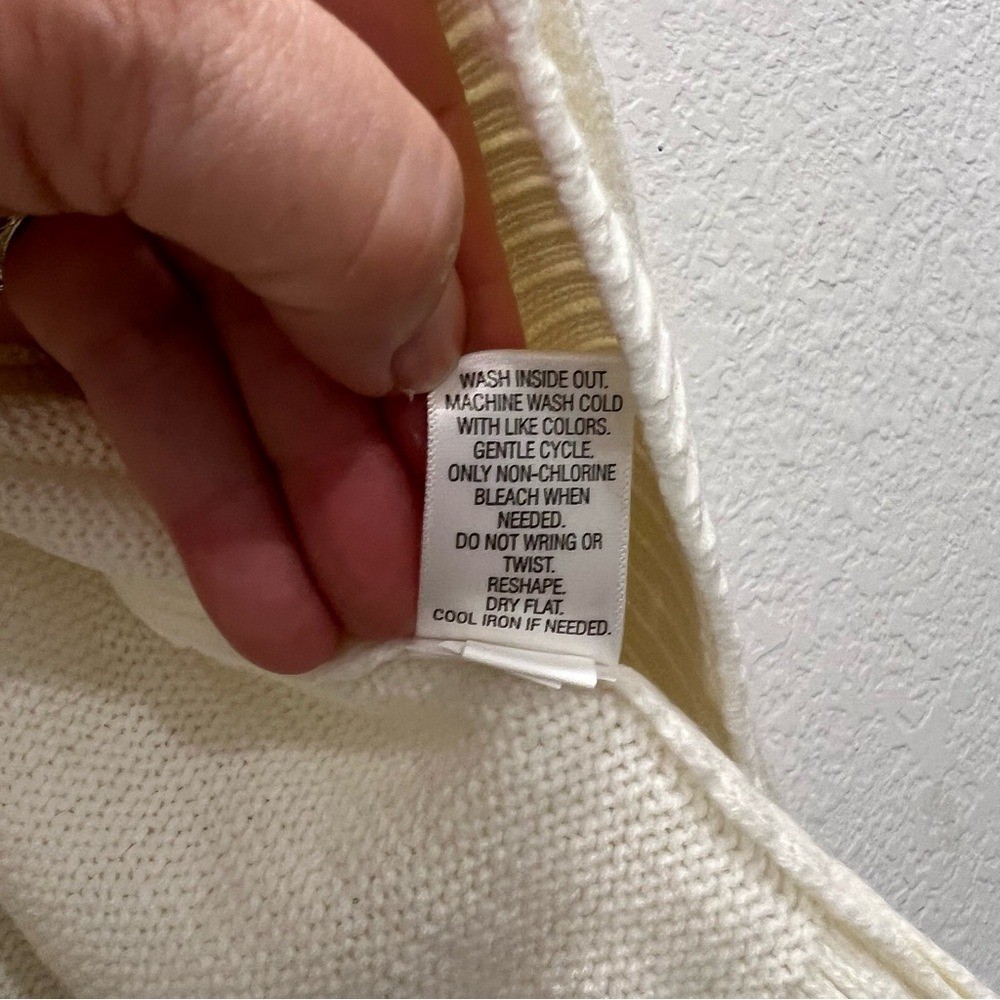 WASH INSIDE OUT.
MACHINE WASH COLD
WITH LIKE COLORS.
GENTLE CYCLE.
ONLY NON-CHLORINE
BLEACH WHEN
NEEDED.
DO NOT WRING OR
TWIST.
RESHAPE.
DRY FLAT.
COOL IRON IF NEEDED.